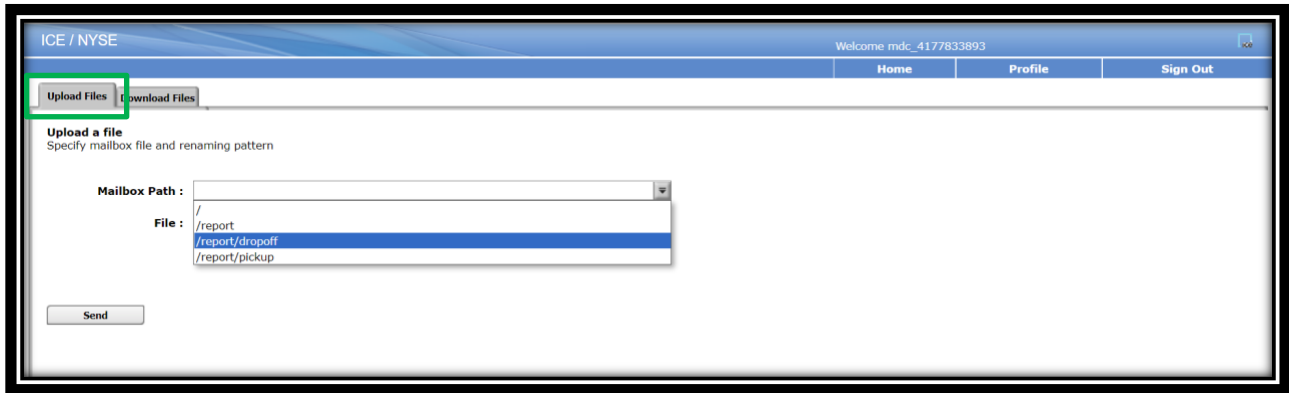 ICE / NYSE
Welcome mdc_4177833893
Home Profile Sign Out
Upload Files Download Files
Upload a file
Specify mailbox file and renaming pattern
Mailbox Path :
/
File : /report
/report/dropoff
/report/pickup
Send